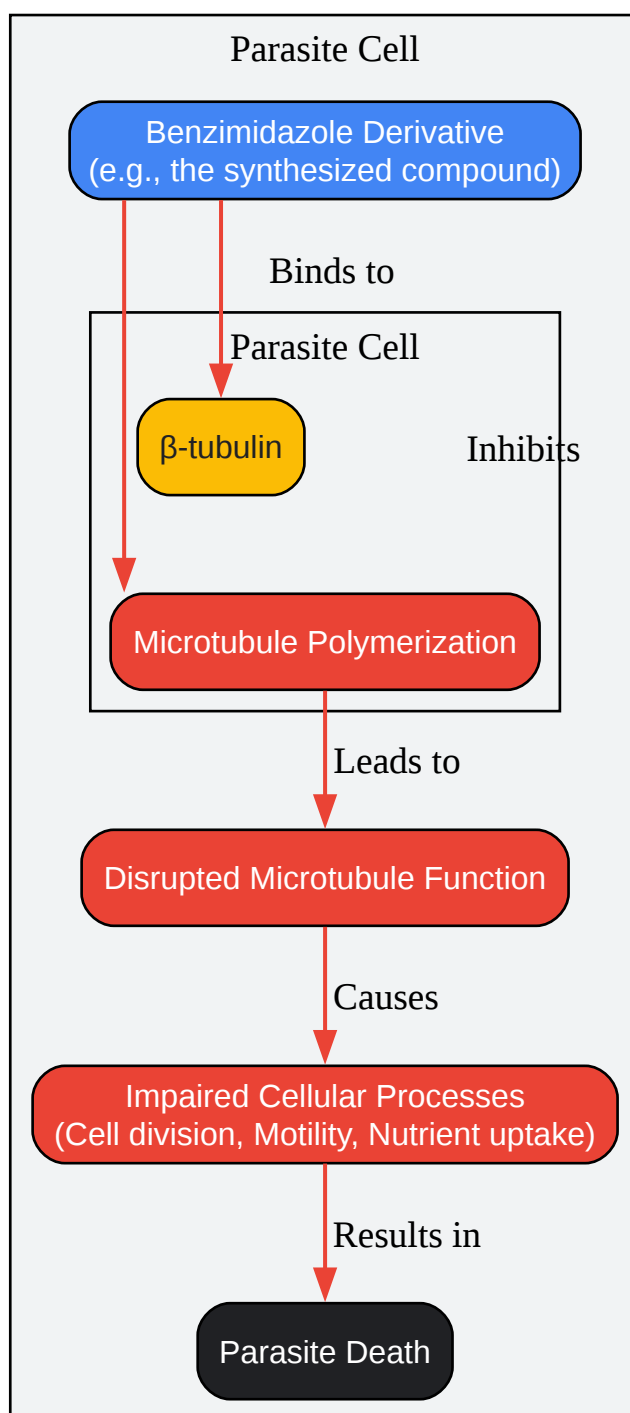 Parasite Cell
Benzimidazole Derivative
(e.g., the synthesized compound)
Binds to
Parasite Cell
β-tubulin
Inhibits
Microtubule Polymerization
Leads to
Disrupted Microtubule Function
Causes
Impaired Cellular Processes
(Cell division, Motility, Nutrient uptake)
Results in
Parasite Death